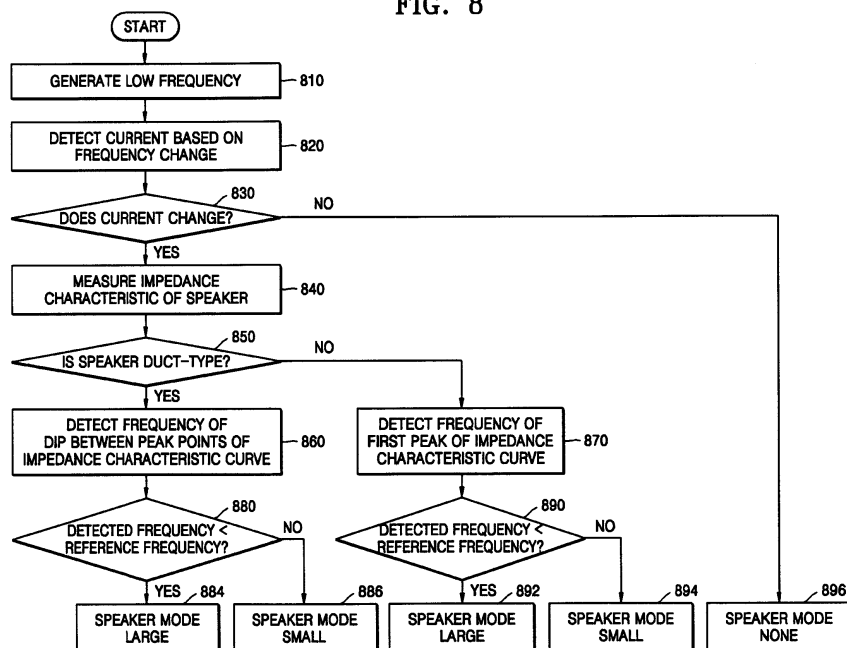 FIG. 8
START
GENERATE LOW FREQUENCY
810
DETECT CURRENT BASED ON
FREQUENCY CHANGE
820
830
DOES CURRENT CHANGE?
NO
YES
MEASURE IMPEDANCE
CHARACTERISTIC OF SPEAKER
840
850
IS SPEAKER DUCT-TYPE?
NO
YES
DETECT FREQUENCY OF
DIP BETWEEN PEAK POINTS OF
IMPEDANCE CHARACTERISTIC CURVE
860
DETECT FREQUENCY OF
FIRST PEAK OF IMPEDANCE
CHARACTERISTIC CURVE
870
880
DETECTED FREQUENCY <
REFERENCE FREQUENCY?
NO
YES
890
DETECTED FREQUENCY <
REFERENCE FREQUENCY?
NO
YES
884
SPEAKER MODE
LARGE
886
SPEAKER MODE
SMALL
892
SPEAKER MODE
LARGE
894
SPEAKER MODE
SMALL
896
SPEAKER MODE
NONE